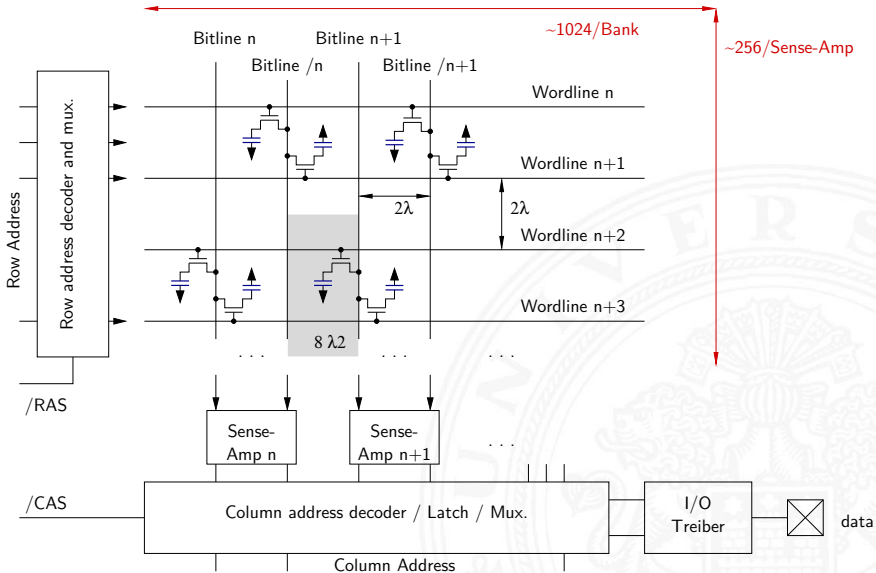 Bitline n
Bitline n+1
~1024/Bank
Bitline /n
Bitline /n+1
~256/Sense-Amp
Wordline n
Row Address
Row address decoder and mux.
Wordline n+1
2λ
2λ
Wordline n+2
Wordline n+3
8 λ2
. . .
. . .
. . .
/RAS
Sense-
Amp n
Sense-
Amp n+1
. . .
/CAS
Column address decoder / Latch / Mux.
I/O
Treiber
data
Column Address
U N I V E R S